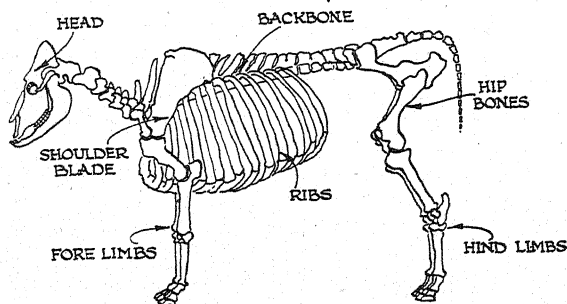 HEAD
BACKBONE
HIP
BONES
SHOULDER
BLADE
RIBS
FORE LIMBS
HIND LIMBS